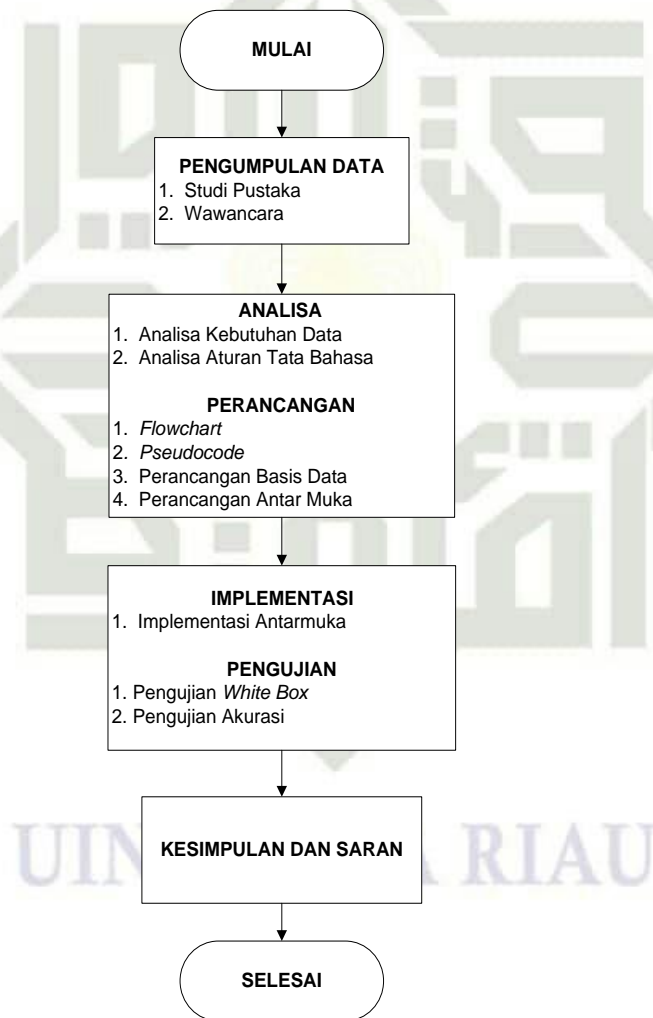 MULAI
PENGUMPULAN DATA
1. Studi Pustaka
2. Wawancara
ANALISA
1. Analisa Kebutuhan Data
2. Analisa Aturan Tata Bahasa
PERANCANGAN
1. Flowchart
2. Pseudocode
3. Perancangan Basis Data
4. Perancangan Antar Muka
IMPLEMENTASI
1. Implementasi Antarmuka
PENGUJIAN
1. Pengujian White Box
2. Pengujian Akurasi
KESIMPULAN DAN SARAN
UIN RIAU
SELESAI